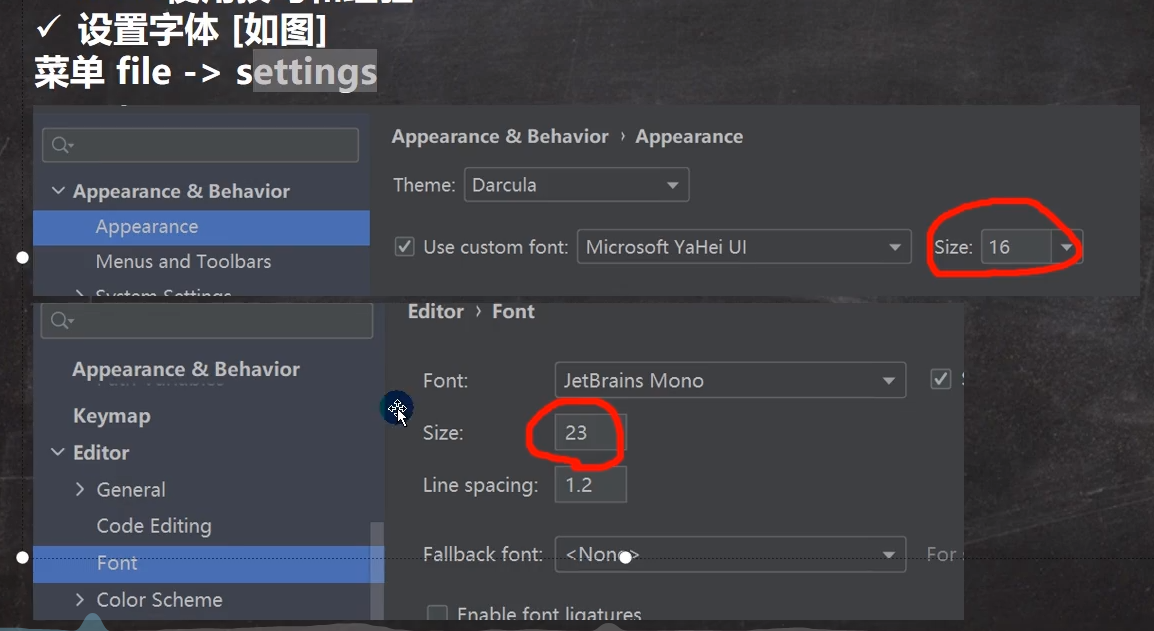 ✓ 设置字体 [如图]
菜单 file -> settings
Appearance & Behavior › Appearance
Appearance & Behavior
Theme: Darcula
Appearance
Use custom font: Microsoft YaHei UI Size: 16
Menus and Toolbars
System Settings
Editor › Font
Appearance & Behavior
Font: JetBrains Mono
Keymap
Size: 23
Editor
General
Line spacing: 1.2
Code Editing
Font
Fallback font: <None> For
Color Scheme
Enable font ligatures